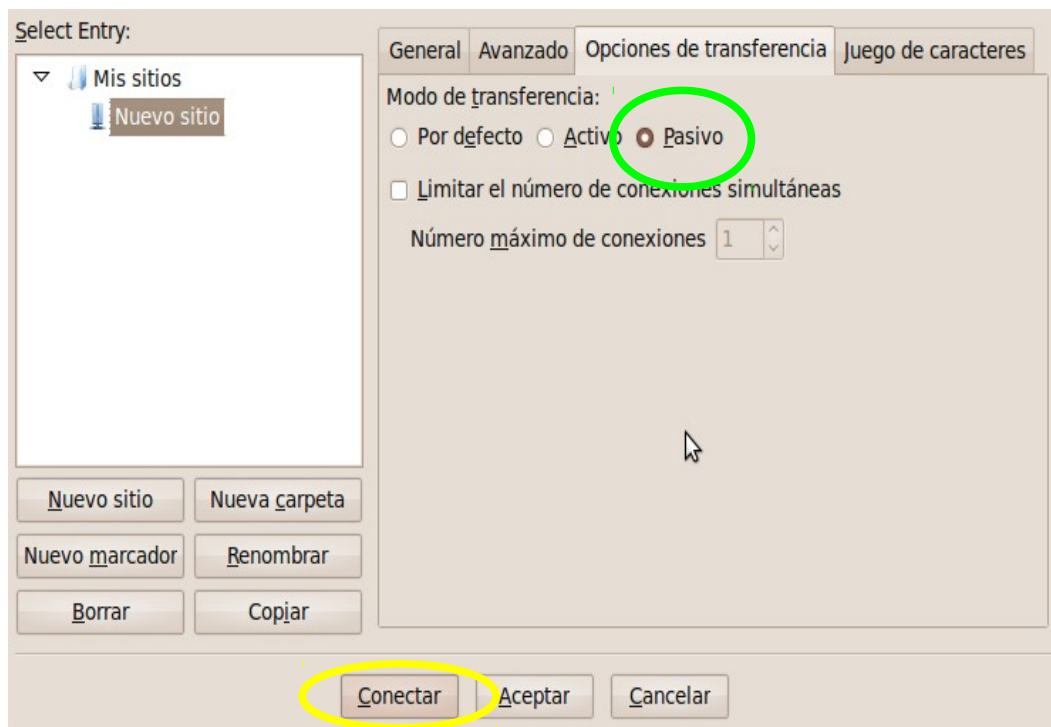 Select Entry:
Mis sitios
Nuevo sitio
Nuevo sitio
Nueva carpeta
Nuevo marcador
Renombrar
Borrar
Copiar
General
Avanzado
Opciones de transferencia
Juego de caracteres
Modo de transferencia:
Por defecto
Activo
Pasivo
Limitar el número de conexiones simultáneas
Número máximo de conexiones 1
Conectar
Aceptar
Cancelar